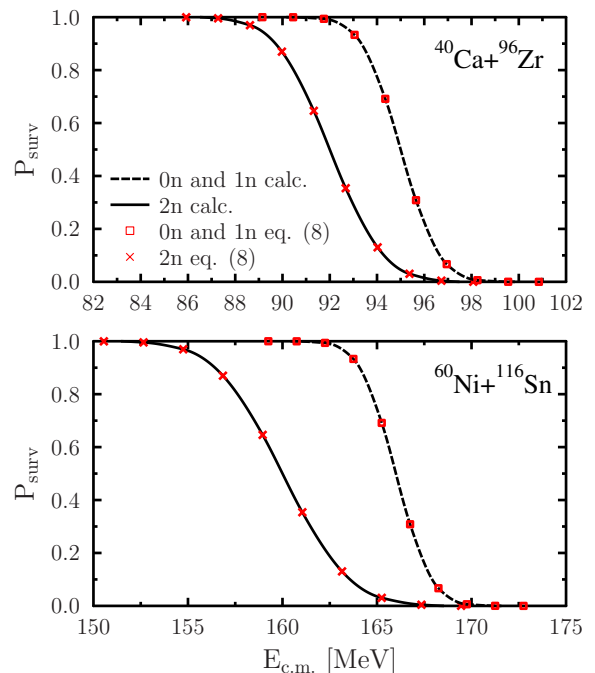 1.0
0.8
0.6
0.4
0.2
0.0
P_surv
⁴⁰Ca+⁹⁶Zr
0n and 1n calc.
2n calc.
0n and 1n eq. (8)
2n eq. (8)
82 84 86 88 90 92 94 96 98 100 102
1.0
0.8
0.6
0.4
0.2
0.0
P_surv
⁶⁰Ni+¹¹⁶Sn
150 155 160 165 170 175
E_c.m. [MeV]